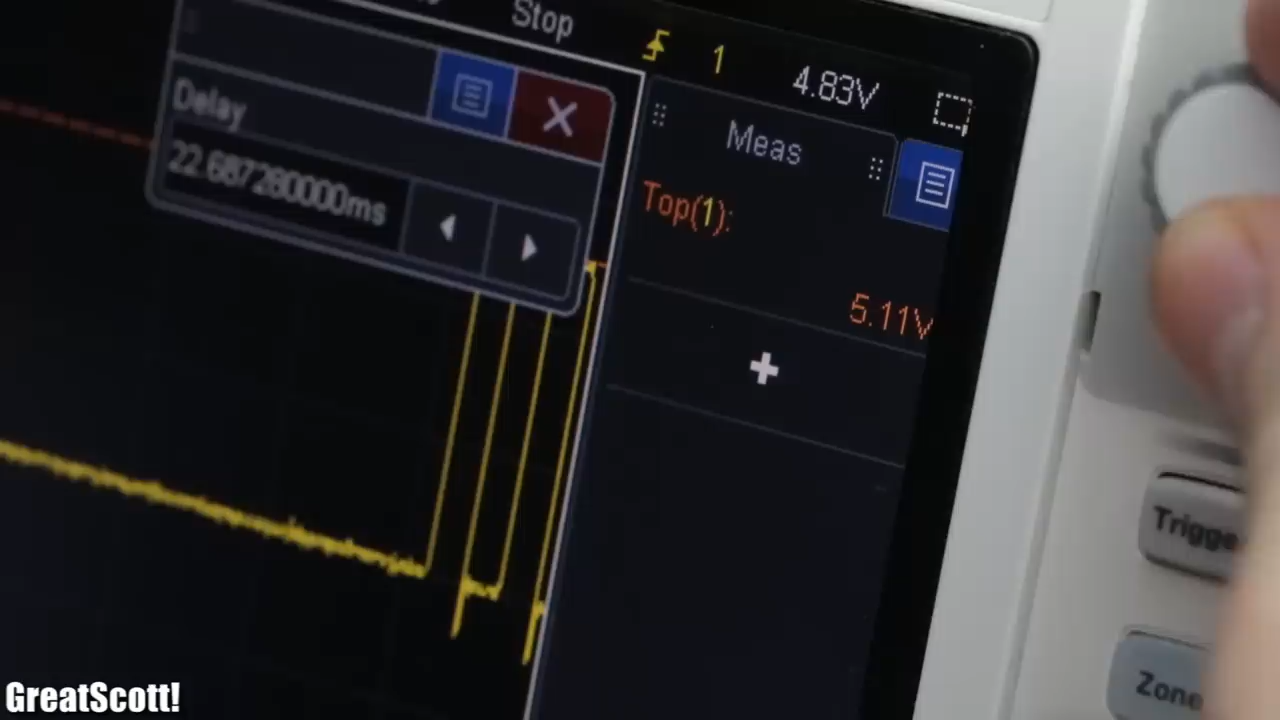 Stop
1
4.83V
Delay
22.687280000ms
Meas
Top(1):
5.11V
Trigge
Zone
GreatScott!